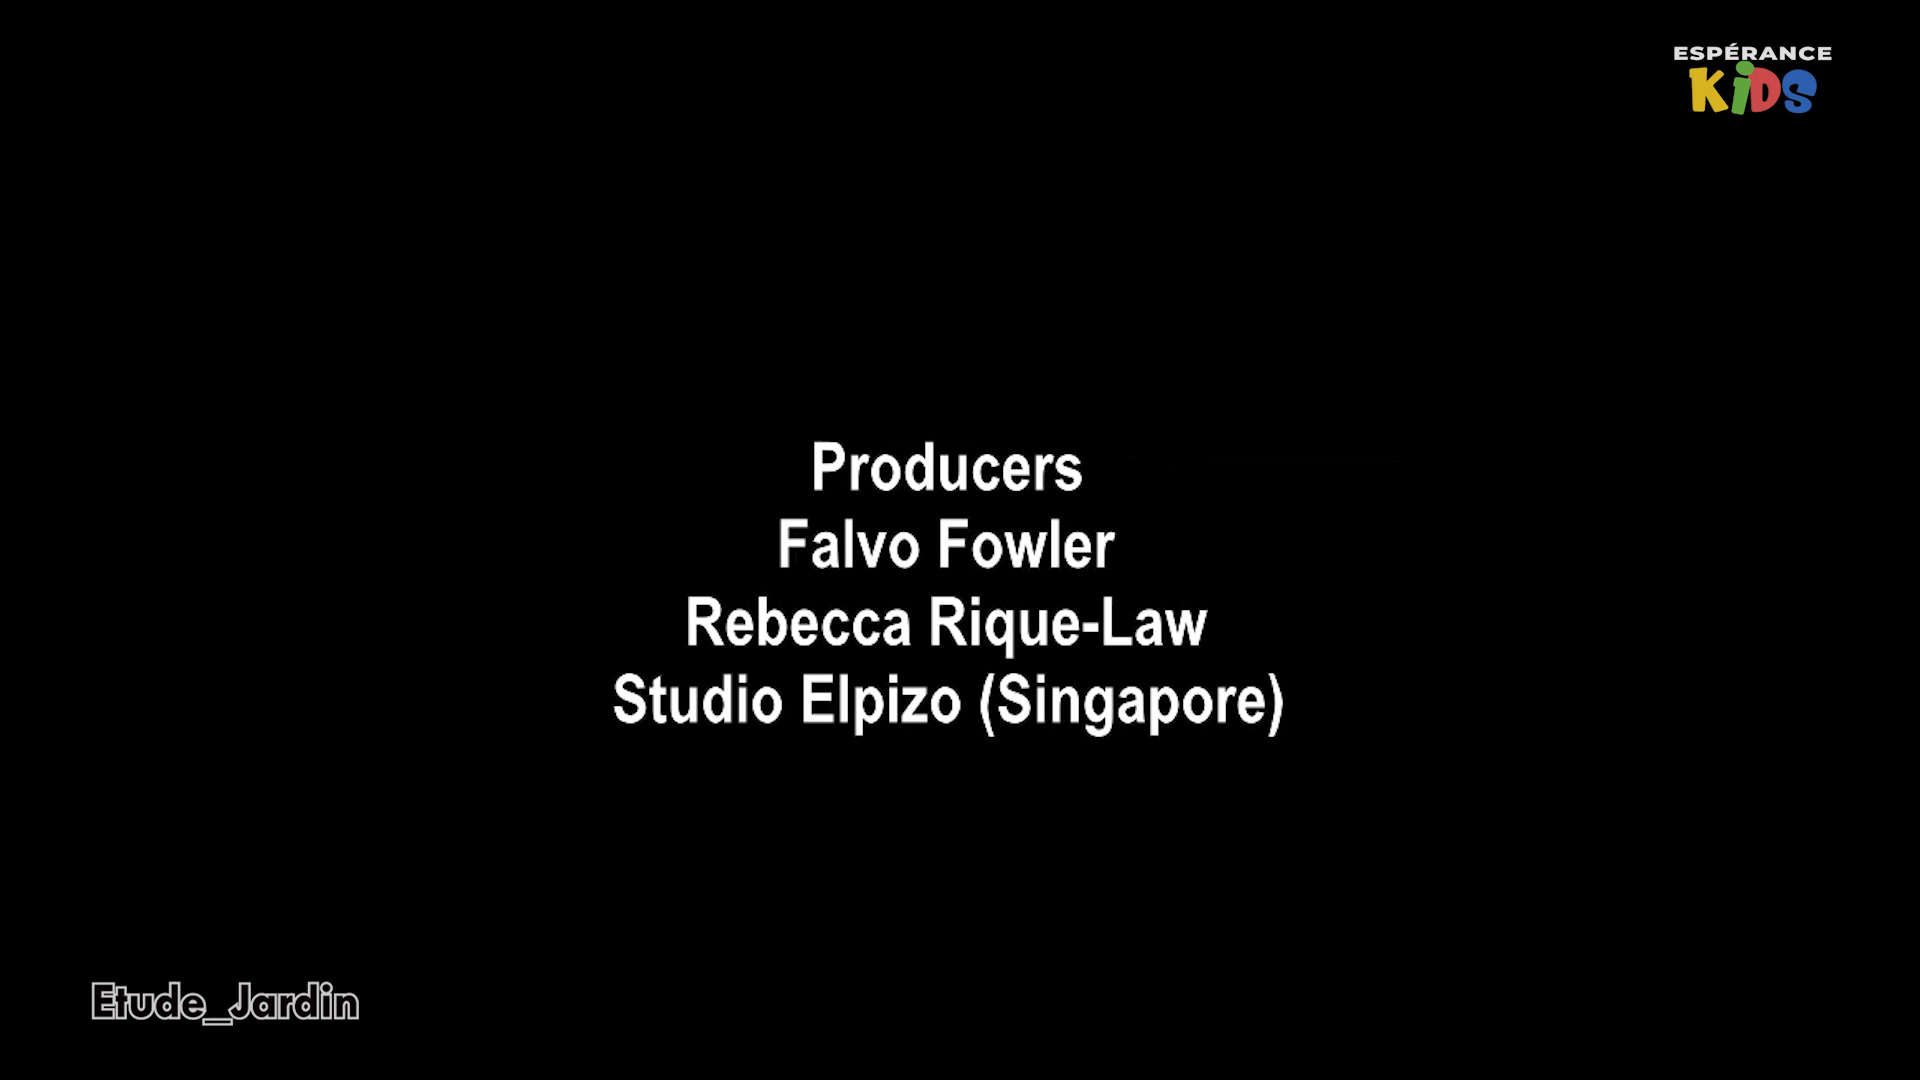 ESPÉRANCE
KiDS
Producers
Falvo Fowler
Rebecca Rique-Law
Studio Elpizo (Singapore)
Etude_Jardin